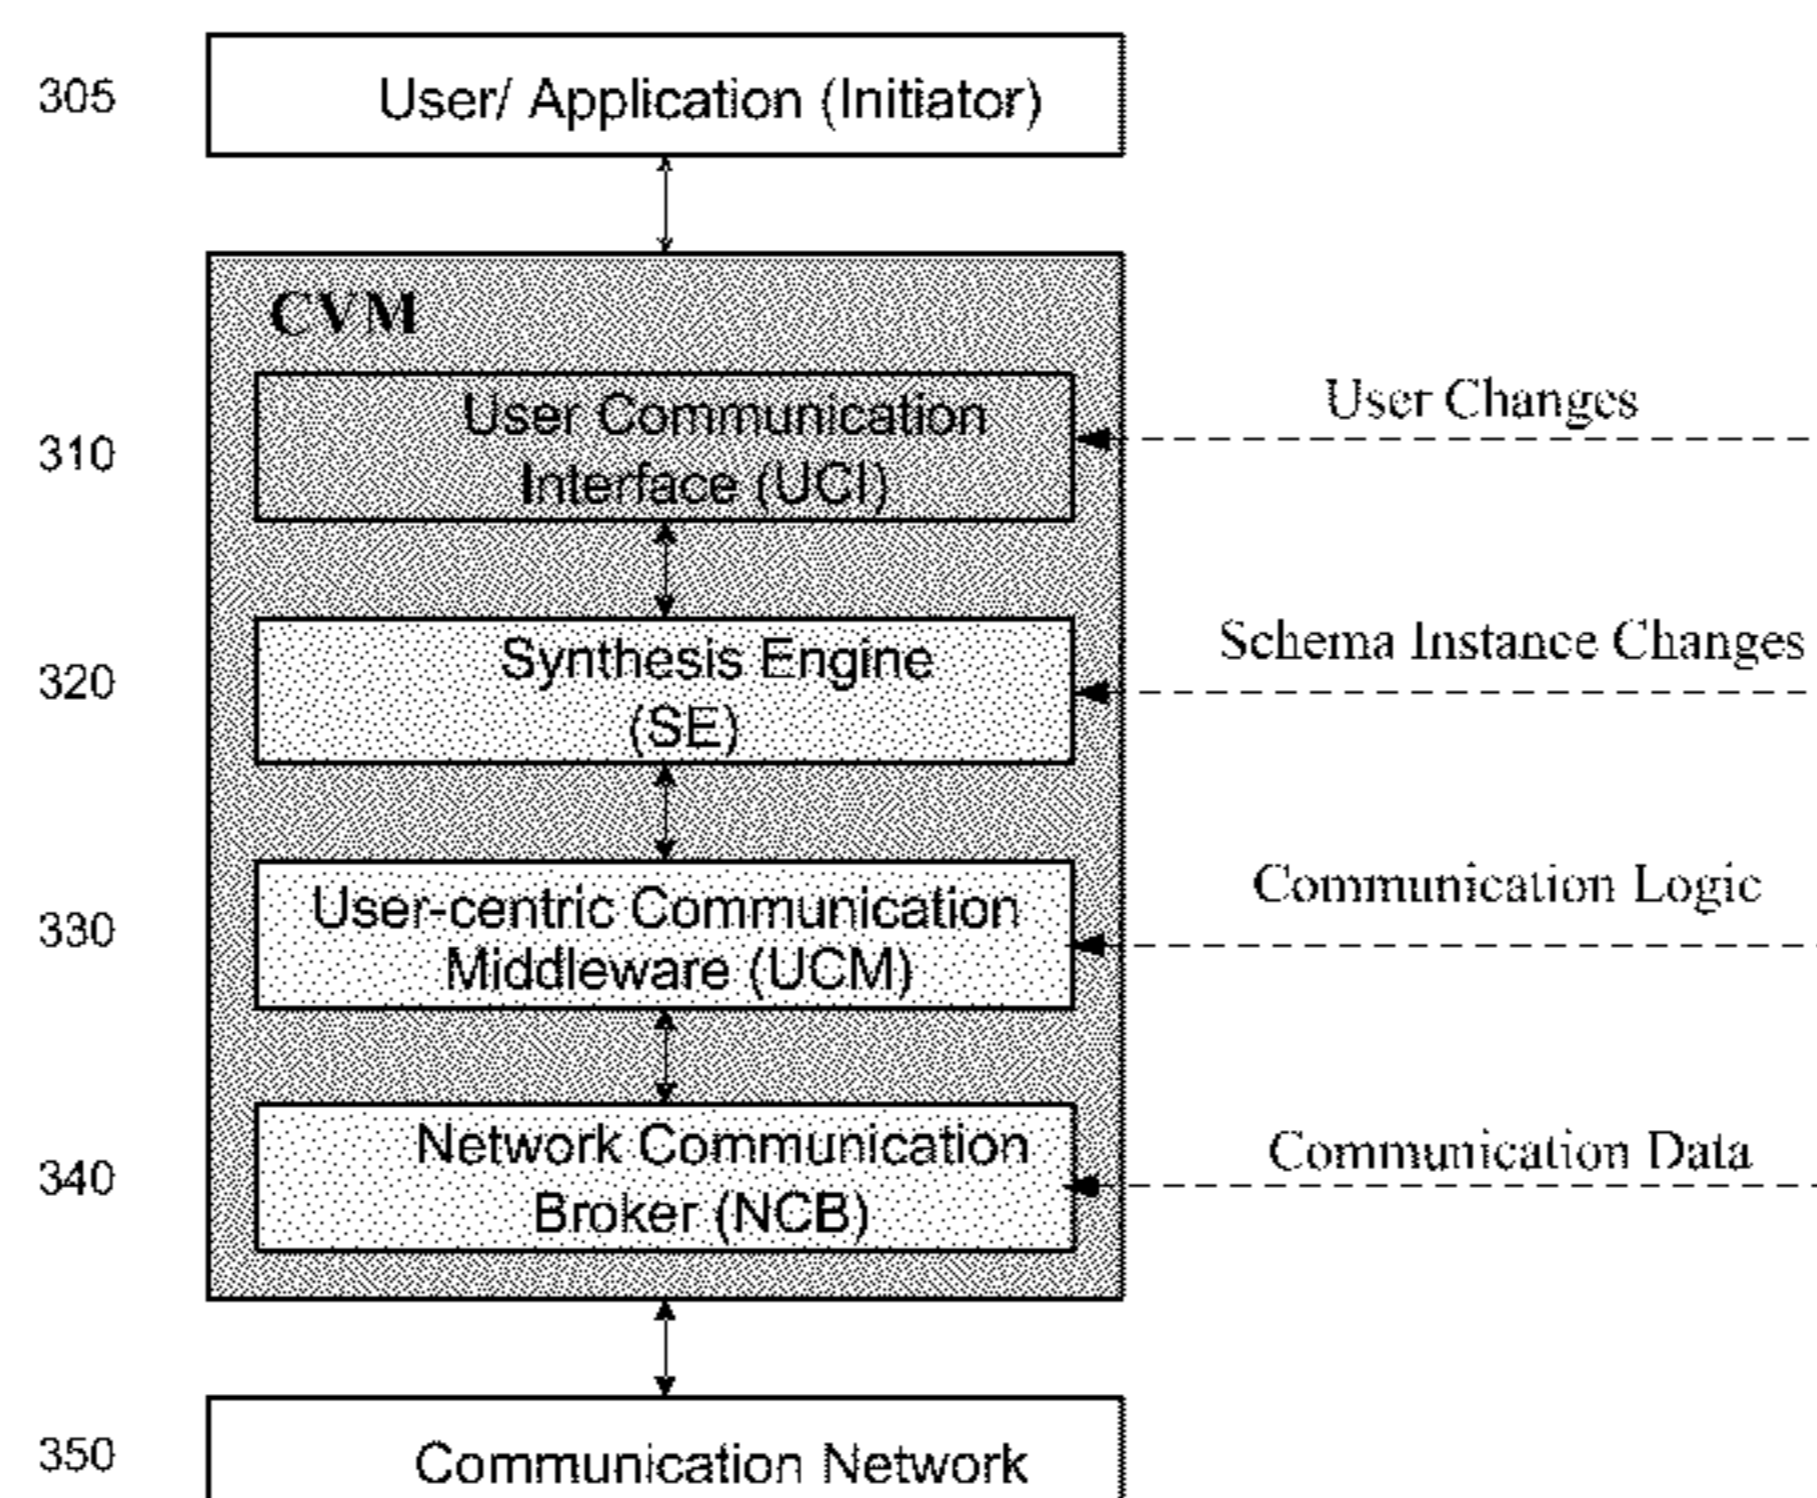 305
User/ Application (Initiator)
CVM
310
User Communication
Interface (UCI)
User Changes
320
Synthesis Engine
(SE)
Schema Instance Changes
330
User-centric Communication
Middleware (UCM)
Communication Logic
340
Network Communication
Broker (NCB)
Communication Data
350
Communication Network